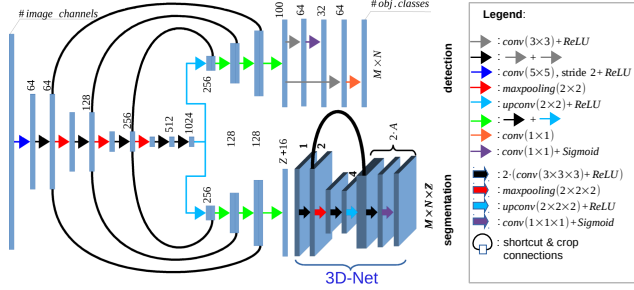 # image channels
# obj.classes
64
64
128
256
512
1024
256
128
128
100
64
32
64
M×N
256
Z+16
1
2
4
2·A
M×N×Z
3D-Net
detection
segmentation
Legend:
: conv(3×3)+ReLU
: +
: conv(5×5), stride 2+ReLU
: maxpooling(2×2)
: upconv(2×2)+ReLU
: +
: conv(1×1)
: conv(1×1)+Sigmoid
: 2·(conv(3×3×3)+ReLU)
: maxpooling(2×2×2)
: upconv(2×2×2)+ReLU
: conv(1×1×1)+Sigmoid
: shortcut & crop
connections